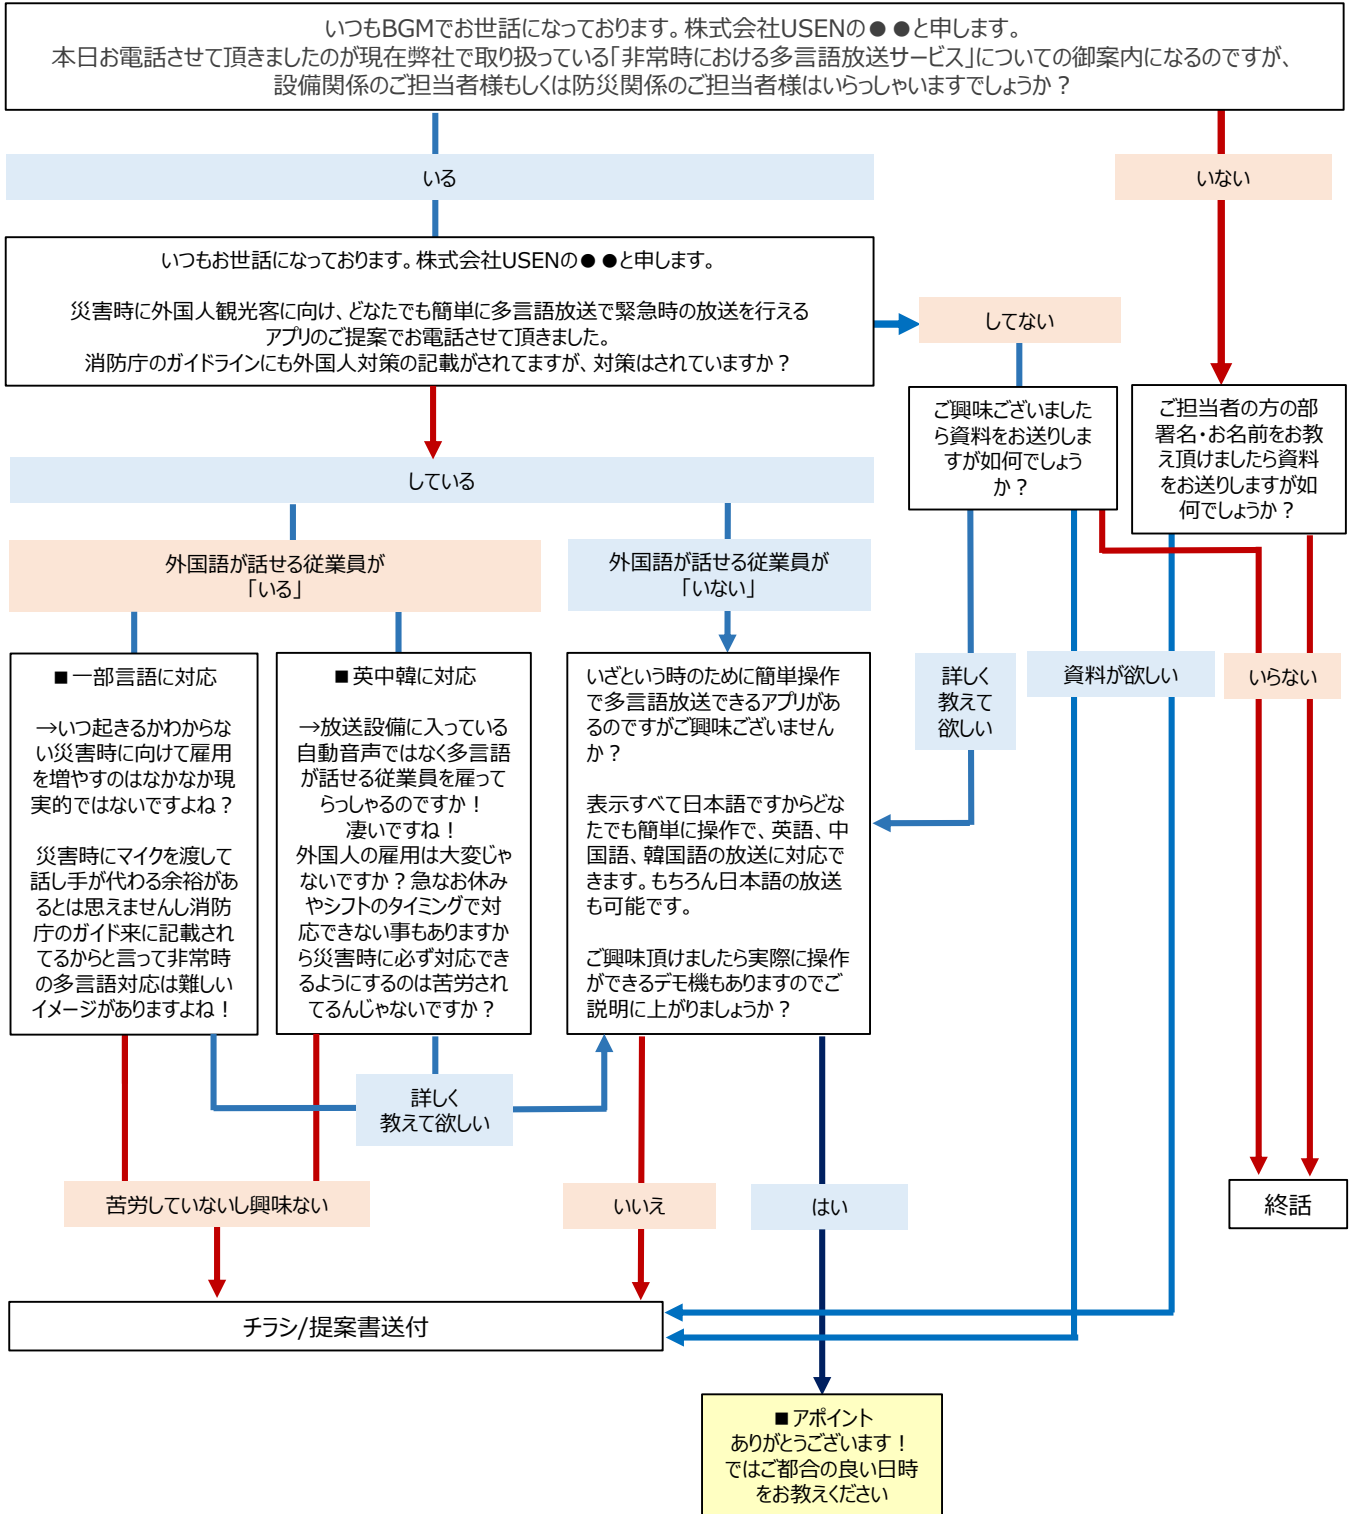 いつもBGMでお世話になっております。株式会社USENの●●と申します。
本日お電話させて頂きましたのが現在弊社で取り扱っている「非常時における多言語放送サービス」についての御案内になるのですが、
設備関係のご担当者様もしくは防災関係のご担当者様はいらっしゃいますでしょうか？
いる
いない
いつもお世話になっております。株式会社USENの●●と申します。
災害時に外国人観光客に向け、どなたでも簡単に多言語放送で緊急時の放送を行える
アプリのご提案でお電話させて頂きました。
消防庁のガイドラインにも外国人対策の記載がされてますが、対策はされていますか？
してない
ご興味ございました
ら資料をお送りしま
すが如何でしょう
か？
ご担当者の方の部
署名・お名前をお教
え頂けましたら資料
をお送りしますが如
何でしょうか？
している
外国語が話せる従業員が
「いる」
外国語が話せる従業員が
「いない」
■一部言語に対応
→いつ起きるかわからな
い災害時に向けて雇用
を増やすのはなかなか現
実的ではないですよね？
災害時にマイクを渡して
話し手が代わる余裕があ
るとは思えませんし消防
庁のガイド来に記載され
てるからと言って非常時
の多言語対応は難しい
イメージがありますよね！
■英中韓に対応
→放送設備に入っている
自動音声ではなく多言語
が話せる従業員を雇って
らっしゃるのですか！
凄いですね！
外国人の雇用は大変じゃ
ないですか？急なお休み
やシフトのタイミングで対
応できない事もありますか
ら災害時に必ず対応でき
るようにするのは苦労され
てるんじゃないですか？
いざという時のために簡単操作
で多言語放送できるアプリがあ
るのですがご興味ございません
か？
表示すべて日本語ですからどな
たでも簡単に操作で、英語、中
国語、韓国語の放送に対応で
きます。もちろん日本語の放送
も可能です。
ご興味頂けましたら実際に操作
ができるデモ機もありますのでご
説明に上がりましょうか？
詳しく
教えて
欲しい
資料が欲しい
いらない
詳しく
教えて欲しい
苦労していないし興味ない
いいえ
はい
終話
チラシ/提案書送付
■アポイント
ありがとうございます！
ではご都合の良い日時
をお教えください